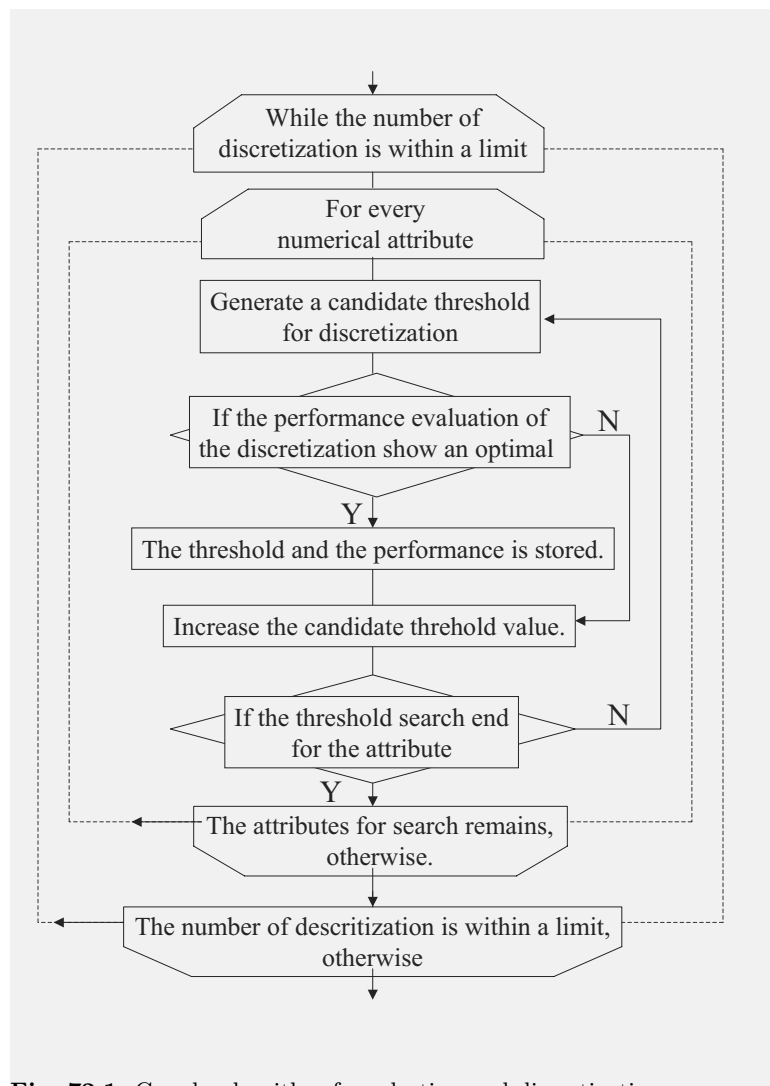 While the number of
discretization is within a limit
For every
numerical attribute
Generate a candidate threshold
for discretization
If the performance evaluation of
the discretization show an optimal
N
Y
The threshold and the performance is stored.
Increase the candidate threhold value.
If the threshold search end
for the attribute
N
Y
The attributes for search remains,
otherwise.
The number of descritization is within a limit,
otherwise